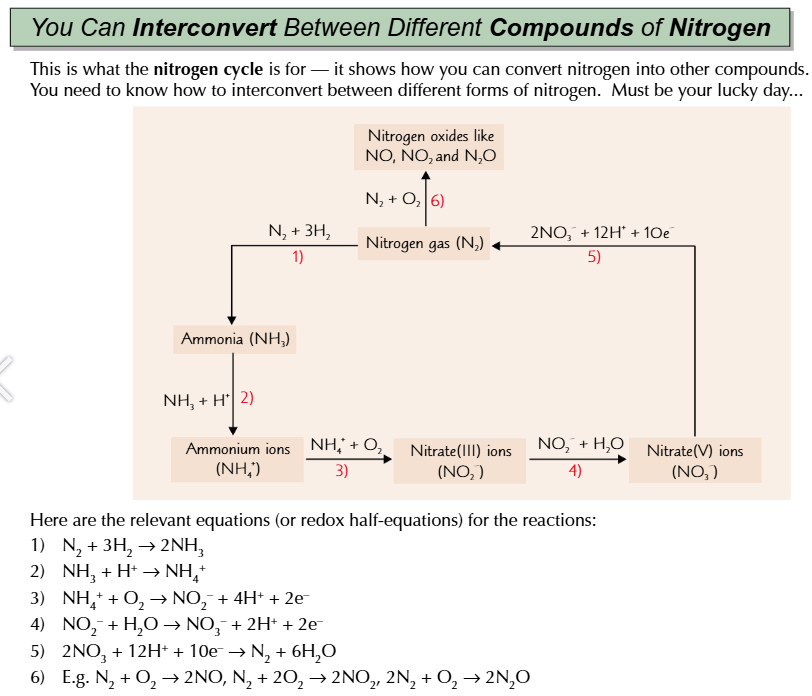 You Can Interconvert Between Different Compounds of Nitrogen
This is what the nitrogen cycle is for — it shows how you can convert nitrogen into other compounds.
You need to know how to interconvert between different forms of nitrogen. Must be your lucky day...
Nitrogen oxides like
NO, NO₂ and N₂O
N₂ + O₂ 6)
N₂ + 3H₂
1)
Nitrogen gas (N₂)
2NO₃⁻ + 12H⁺ + 10e⁻
5)
Ammonia (NH₃)
NH₃ + H⁺ 2)
Ammonium ions
(NH₄⁺)
NH₄⁺ + O₂
3)
Nitrate(III) ions
(NO₂⁻)
NO₂⁻ + H₂O
4)
Nitrate(V) ions
(NO₃⁻)
Here are the relevant equations (or redox half-equations) for the reactions:
1) N₂ + 3H₂ → 2NH₃
2) NH₃ + H⁺ → NH₄⁺
3) NH₄⁺ + O₂ → NO₂⁻ + 4H⁺ + 2e⁻
4) NO₂⁻ + H₂O → NO₃⁻ + 2H⁺ + 2e⁻
5) 2NO₃ + 12H⁺ + 10e⁻ → N₂ + 6H₂O
6) E.g. N₂ + O₂ → 2NO, N₂ + 2O₂ → 2NO₂, 2N₂ + O₂ → 2N₂O